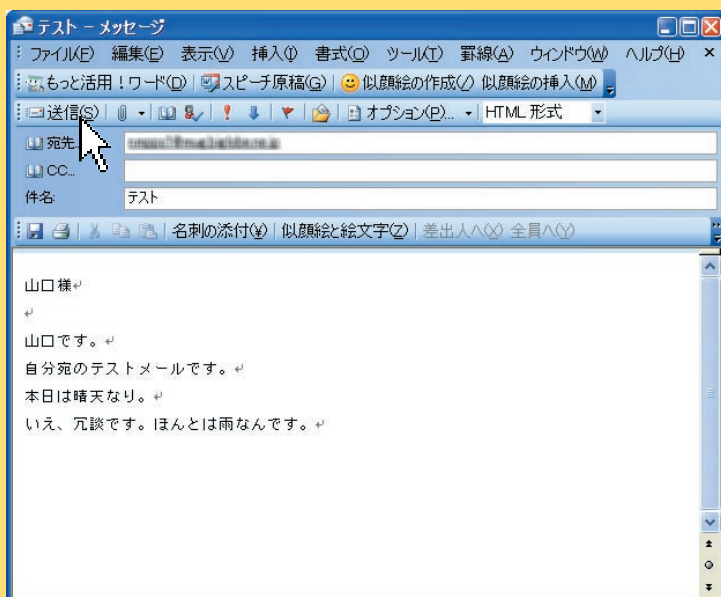 テスト - メッセージ
ファイル(F) 編集(E) 表示(V) 挿入(I) 書式(O) ツール(T) 罫線(A) ウィンドウ(W) ヘルプ(H)
もっと活用！ワード(D) スピーチ原稿(G) 似顔絵の作成(/) 似顔絵の挿入(M)
送信(S) オプション(P)... HTML 形式
宛先
CC...
件名: テスト
名刺の添付(¥) 似顔絵と絵文字(Z) 差出人へ(X) 全員へ(Y)
山口様
山口です。
自分宛のテストメールです。
本日は晴天なり。
いえ、冗談です。ほんとは雨なんです。